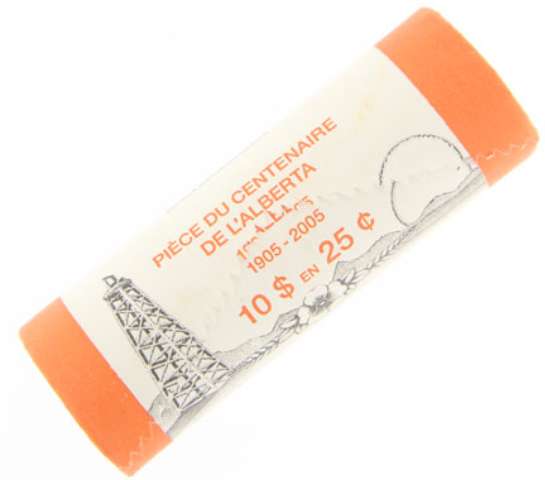 PIÈCE DU CENTENAIRE
DE L'ALBERTA
1905 - 2005
10 $ EN 25 ¢